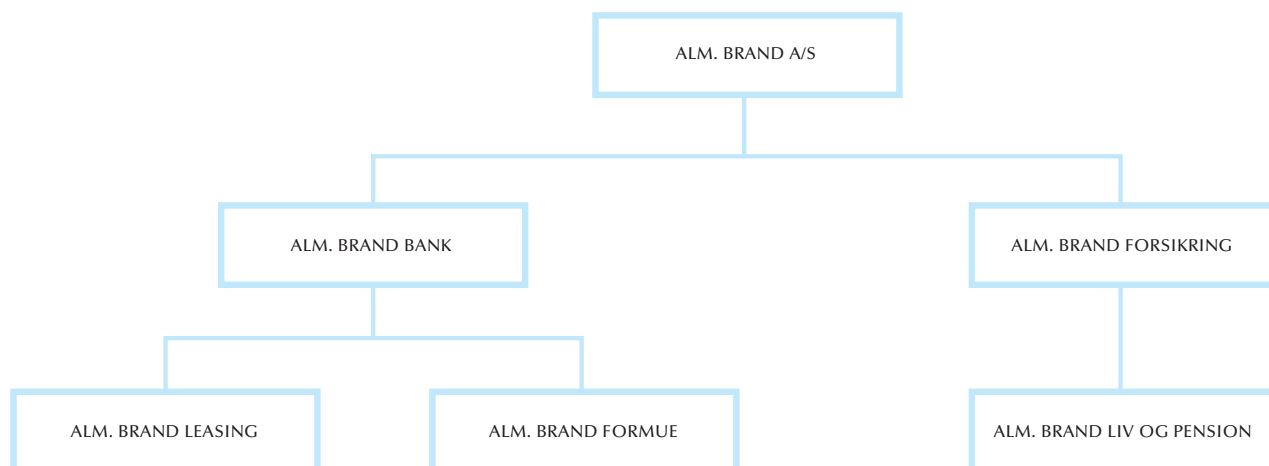 ALM. BRAND A/S
ALM. BRAND BANK
ALM. BRAND FORSIKRING
ALM. BRAND LEASING
ALM. BRAND FORMUE
ALM. BRAND LIV OG PENSION